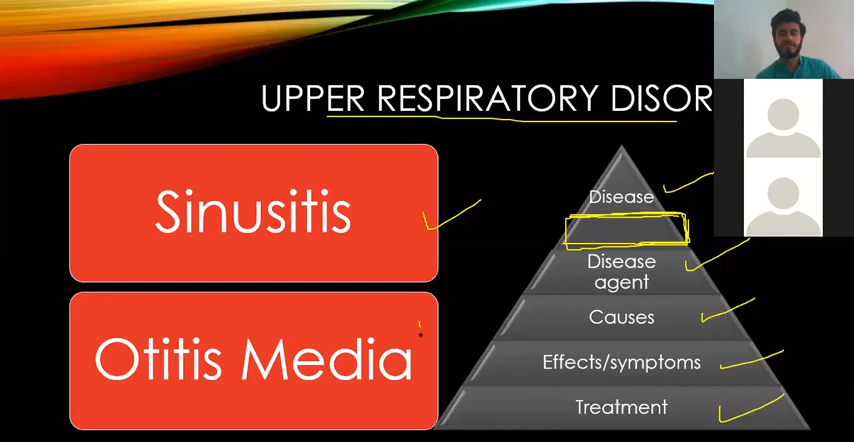 UPPER RESPIRATORY DISOR
Sinusitis
Otitis Media
Disease
Disease
agent
Causes
Effects/symptoms
Treatment